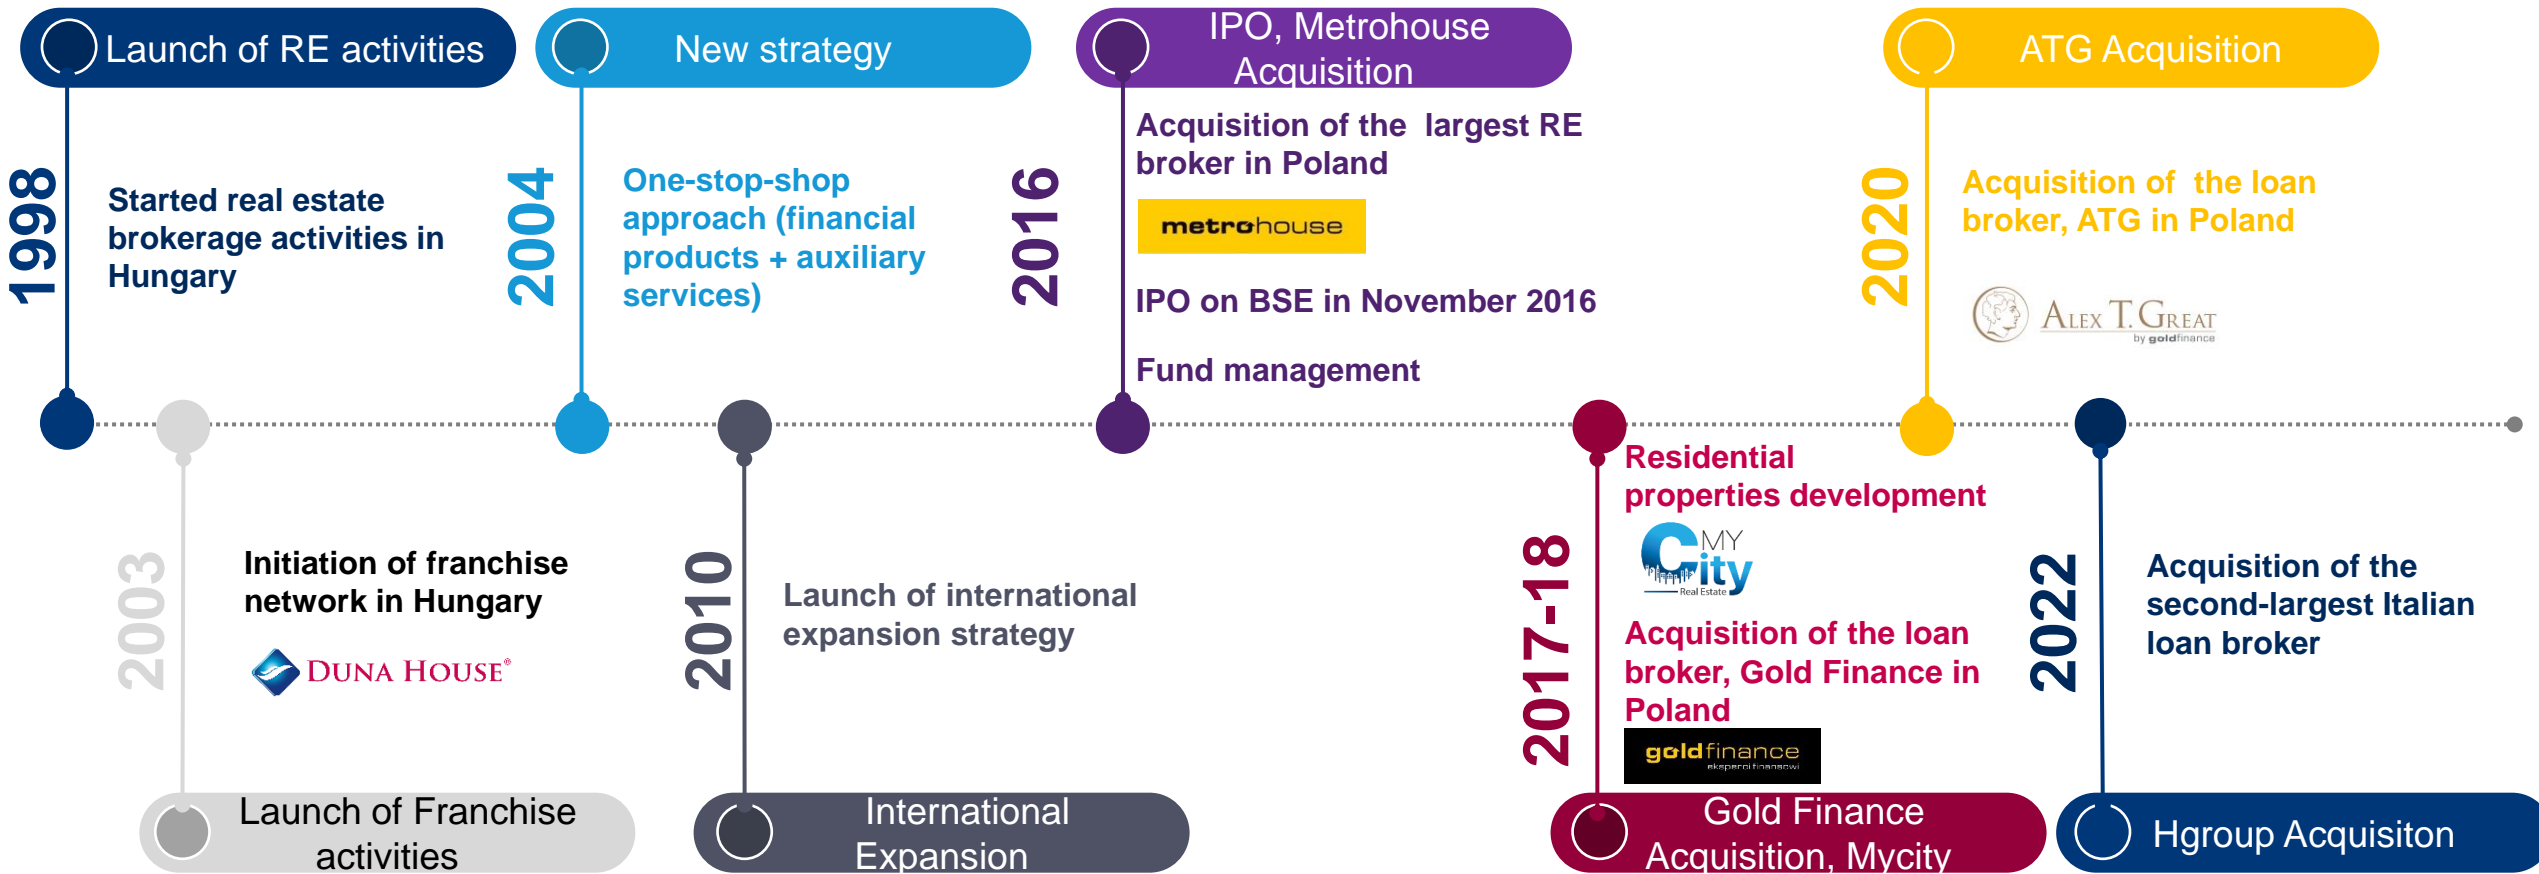 Launch of RE activities
1998
Started real estate
brokerage activities in
Hungary
2003
Initiation of franchise
network in Hungary
DUNA HOUSE®
Launch of Franchise
activities
New strategy
2004
One-stop-shop
approach (financial
products + auxiliary
services)
2010
Launch of international
expansion strategy
International
Expansion
IPO, Metrohouse
Acquisition
2016
Acquisition of the largest RE
broker in Poland
metrohouse
IPO on BSE in November 2016
Fund management
2017-18
Residential
properties development
MY
City
Real Estate
Acquisition of the loan
broker, Gold Finance in
Poland
goldfinance
eksperci finansowi
Gold Finance
Acquisition, Mycity
ATG Acquisition
2020
Acquisition of the loan
broker, ATG in Poland
ALEX T. GREAT
by goldfinance
2022
Acquisition of the
second-largest Italian
loan broker
Hgroup Acquisiton